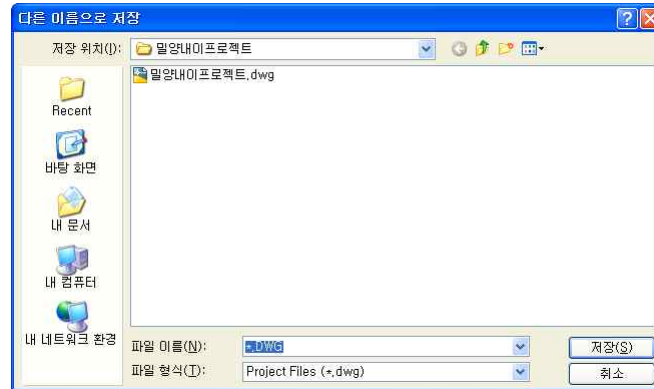 다른 이름으로 저장
저장 위치(I): 밀양내이프로젝트
밀양내이프로젝트.dwg
Recent
바탕 화면
내 문서
내 컴퓨터
내 네트워크 환경
파일 이름(N): *.DWG 저장(S)
파일 형식(T): Project Files (*.dwg) 취소